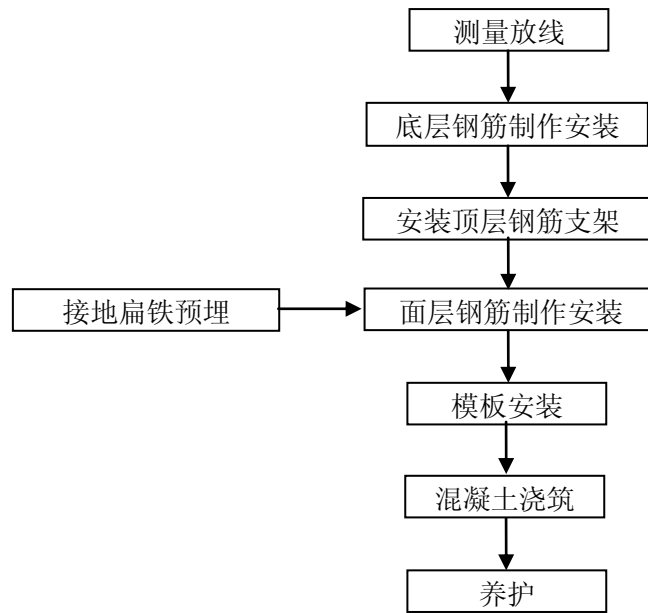 测量放线
底层钢筋制作安装
安装顶层钢筋支架
接地扁铁预埋
面层钢筋制作安装
模板安装
混凝土浇筑
养护